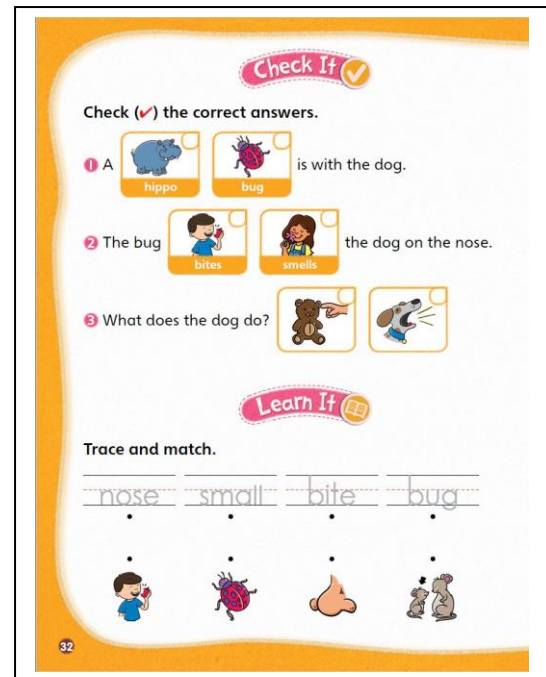 Check It
Check (✓) the correct answers.
1 A hippo bug is with the dog.
2 The bug bites smells the dog on the nose.
3 What does the dog do?
Learn It
Trace and match.
nose small bite bug
32